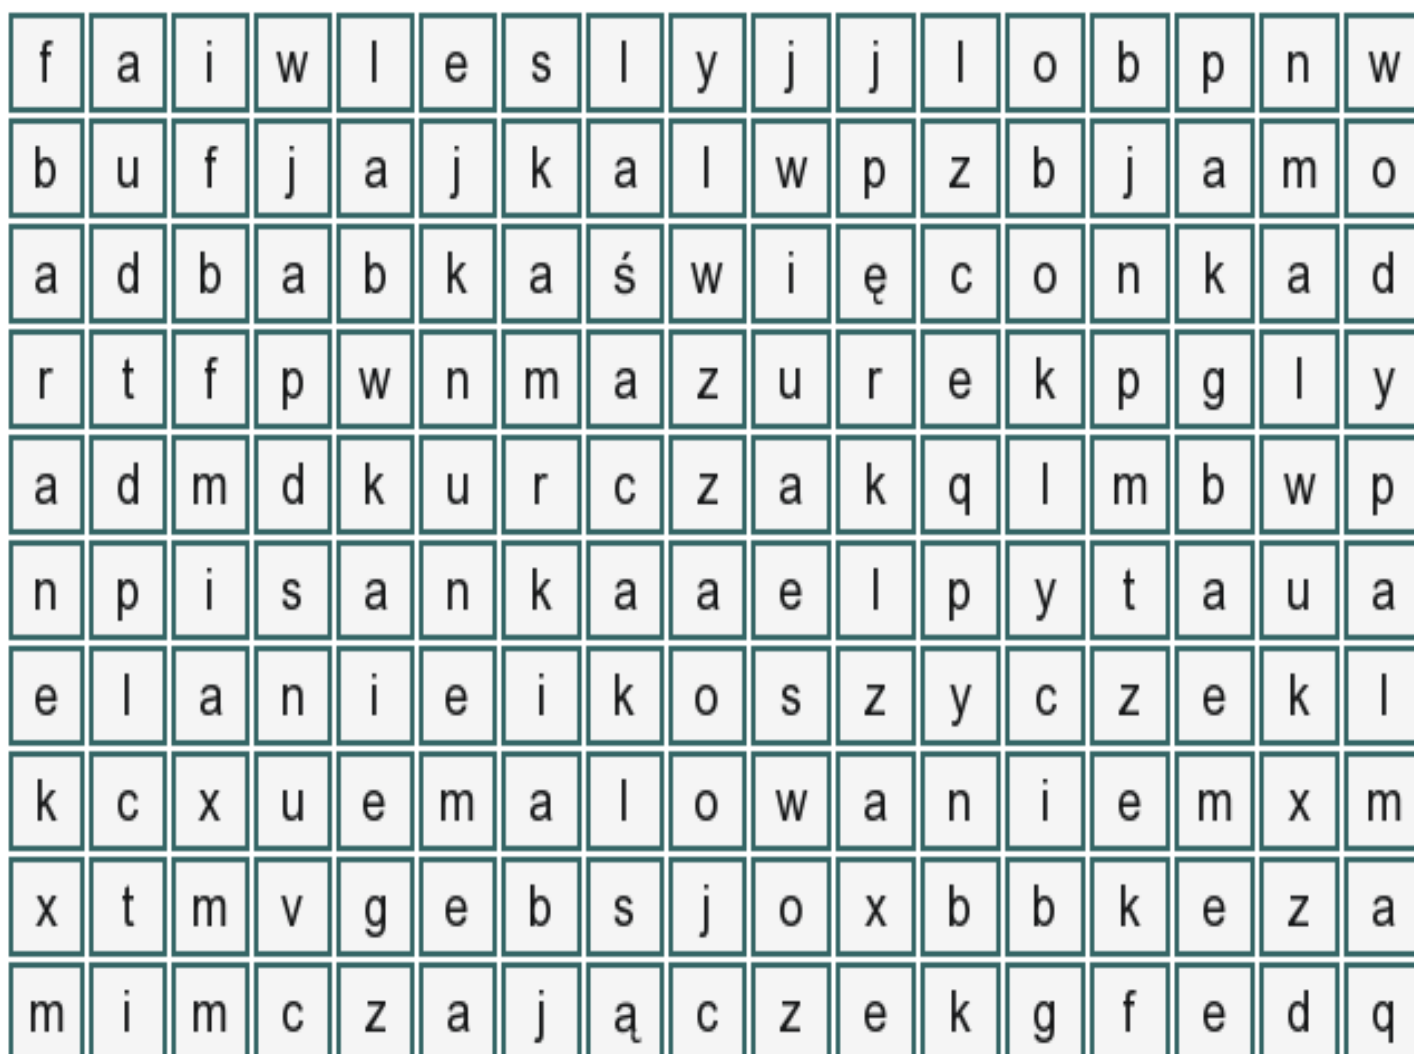 f a i w l e s l y j j l o b p n w
b u f j a j k a l w p z b j a m o
a d b a b k a ś w i ę c o n k a d
r t f p w n m a z u r e k p g l y
a d m d k u r c z a k q l m b w p
n p i s a n k a a e l p y t a u a
e l a n i e i k o s z y c z e k l
k c x u e m a l o w a n i e m x m
x t m v g e b s j o x b b k e z a
m i m c z a j ą c z e k g f e d q